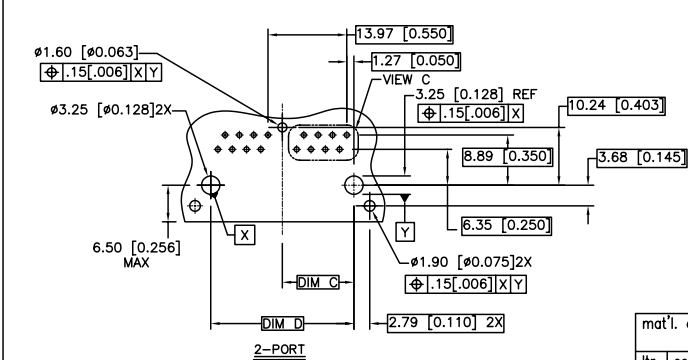 13.97 [0.550]
ø1.60 [ø0.063]
⌖ .15[.006] X Y
1.27 [0.050]
VIEW C
3.25 [0.128] REF
⌖ .15[.006] X
ø3.25 [ø0.128]2X
10.24 [0.403]
8.89 [0.350]
3.68 [0.145]
6.35 [0.250]
X
Y
6.50 [0.256]
MAX
ø1.90 [ø0.075]2X
⌖ .15[.006] X Y
DIM C
DIM D
2.79 [0.110] 2X
2-PORT
mat'l.
ltr